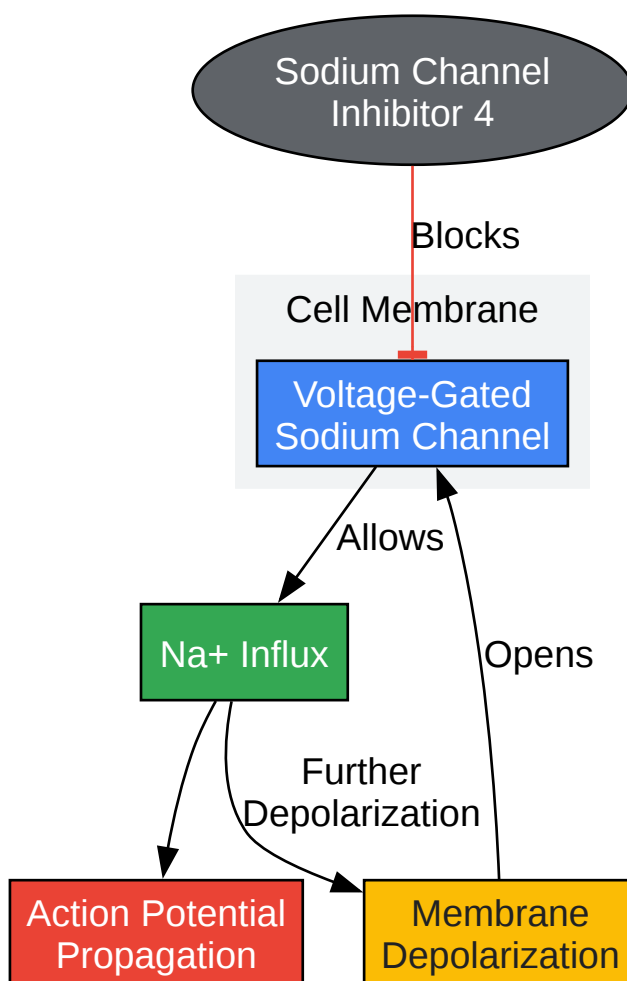 Sodium Channel
Inhibitor 4
Blocks
Cell Membrane
Voltage-Gated
Sodium Channel
Allows
Na+ Influx
Opens
Further
Depolarization
Action Potential
Propagation
Membrane
Depolarization